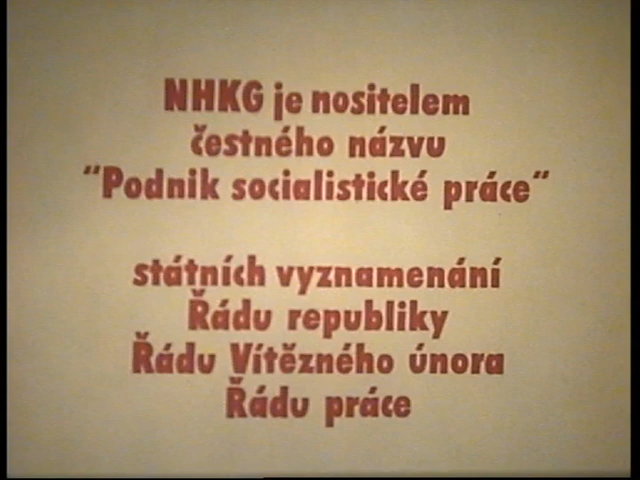 NHKG je nositelem
čestného názvu
"Podnik socialistické práce"
státních vyznamenání
Řádu republiky
Řádu Vítězného února
Řádu práce